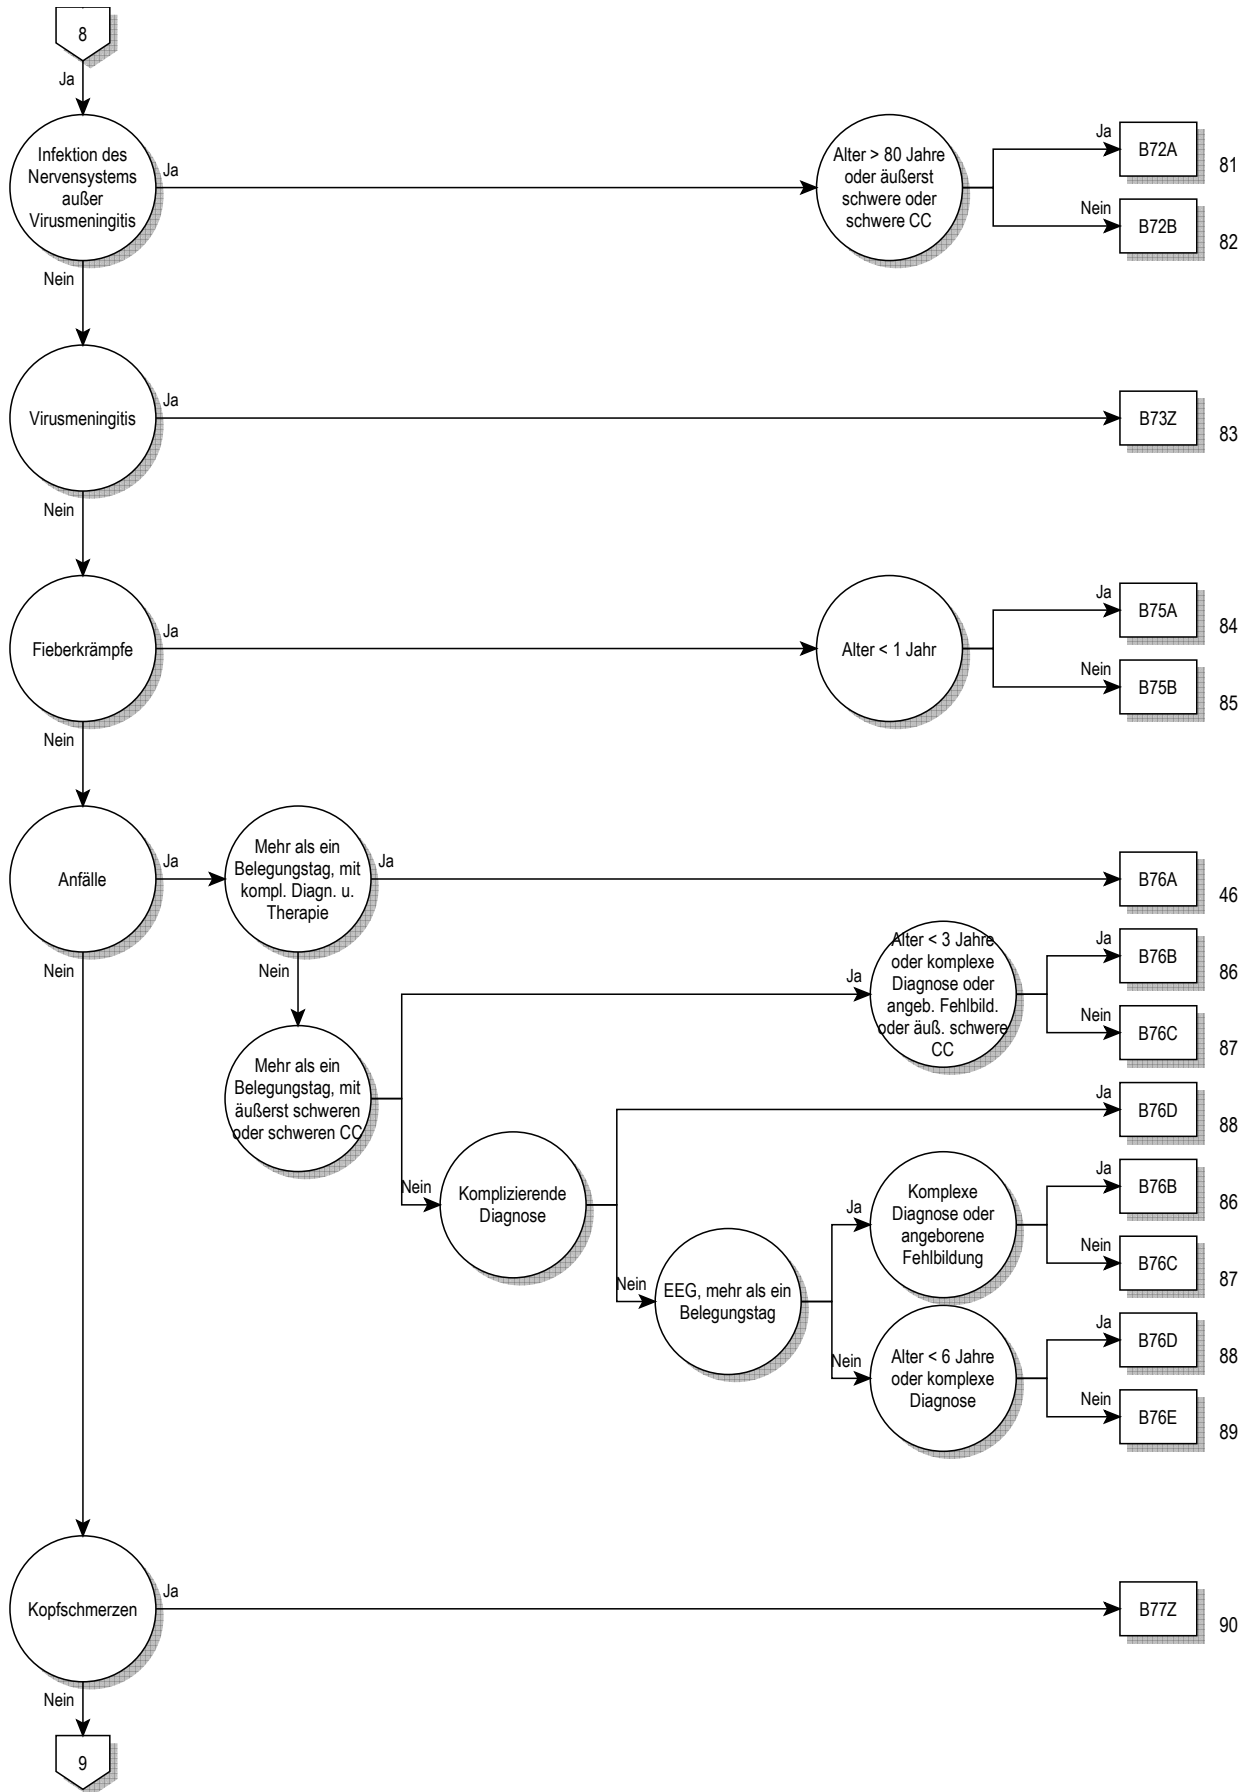 8
Ja
Infektion des
Nervensystems
außer
Virusmeningitis
Ja
Alter > 80 Jahre
oder äußerst
schwere oder
schwere CC
Ja
B72A
81
Nein
B72B
82
Nein
Virusmeningitis
Ja
B73Z
83
Nein
Fieberkrämpfe
Ja
Alter < 1 Jahr
Ja
B75A
84
Nein
B75B
85
Nein
Anfälle
Ja
Mehr als ein
Belegungstag, mit
kompl. Diagn. u.
Therapie
Ja
B76A
46
Nein
Nein
Mehr als ein
Belegungstag, mit
äußerst schweren
oder schweren CC
Ja
Alter < 3 Jahre
oder komplexe
Diagnose oder
angeb. Fehlbild.
oder äuß. schwere
CC
Ja
B76B
86
Nein
B76C
87
Nein
Komplizierende
Diagnose
Ja
B76D
88
Nein
EEG, mehr als ein
Belegungstag
Ja
Komplexe
Diagnose oder
angeborene
Fehlbildung
Ja
B76B
86
Nein
B76C
87
Nein
Alter < 6 Jahre
oder komplexe
Diagnose
Ja
B76D
88
Nein
B76E
89
Kopfschmerzen
Ja
B77Z
90
Nein
9